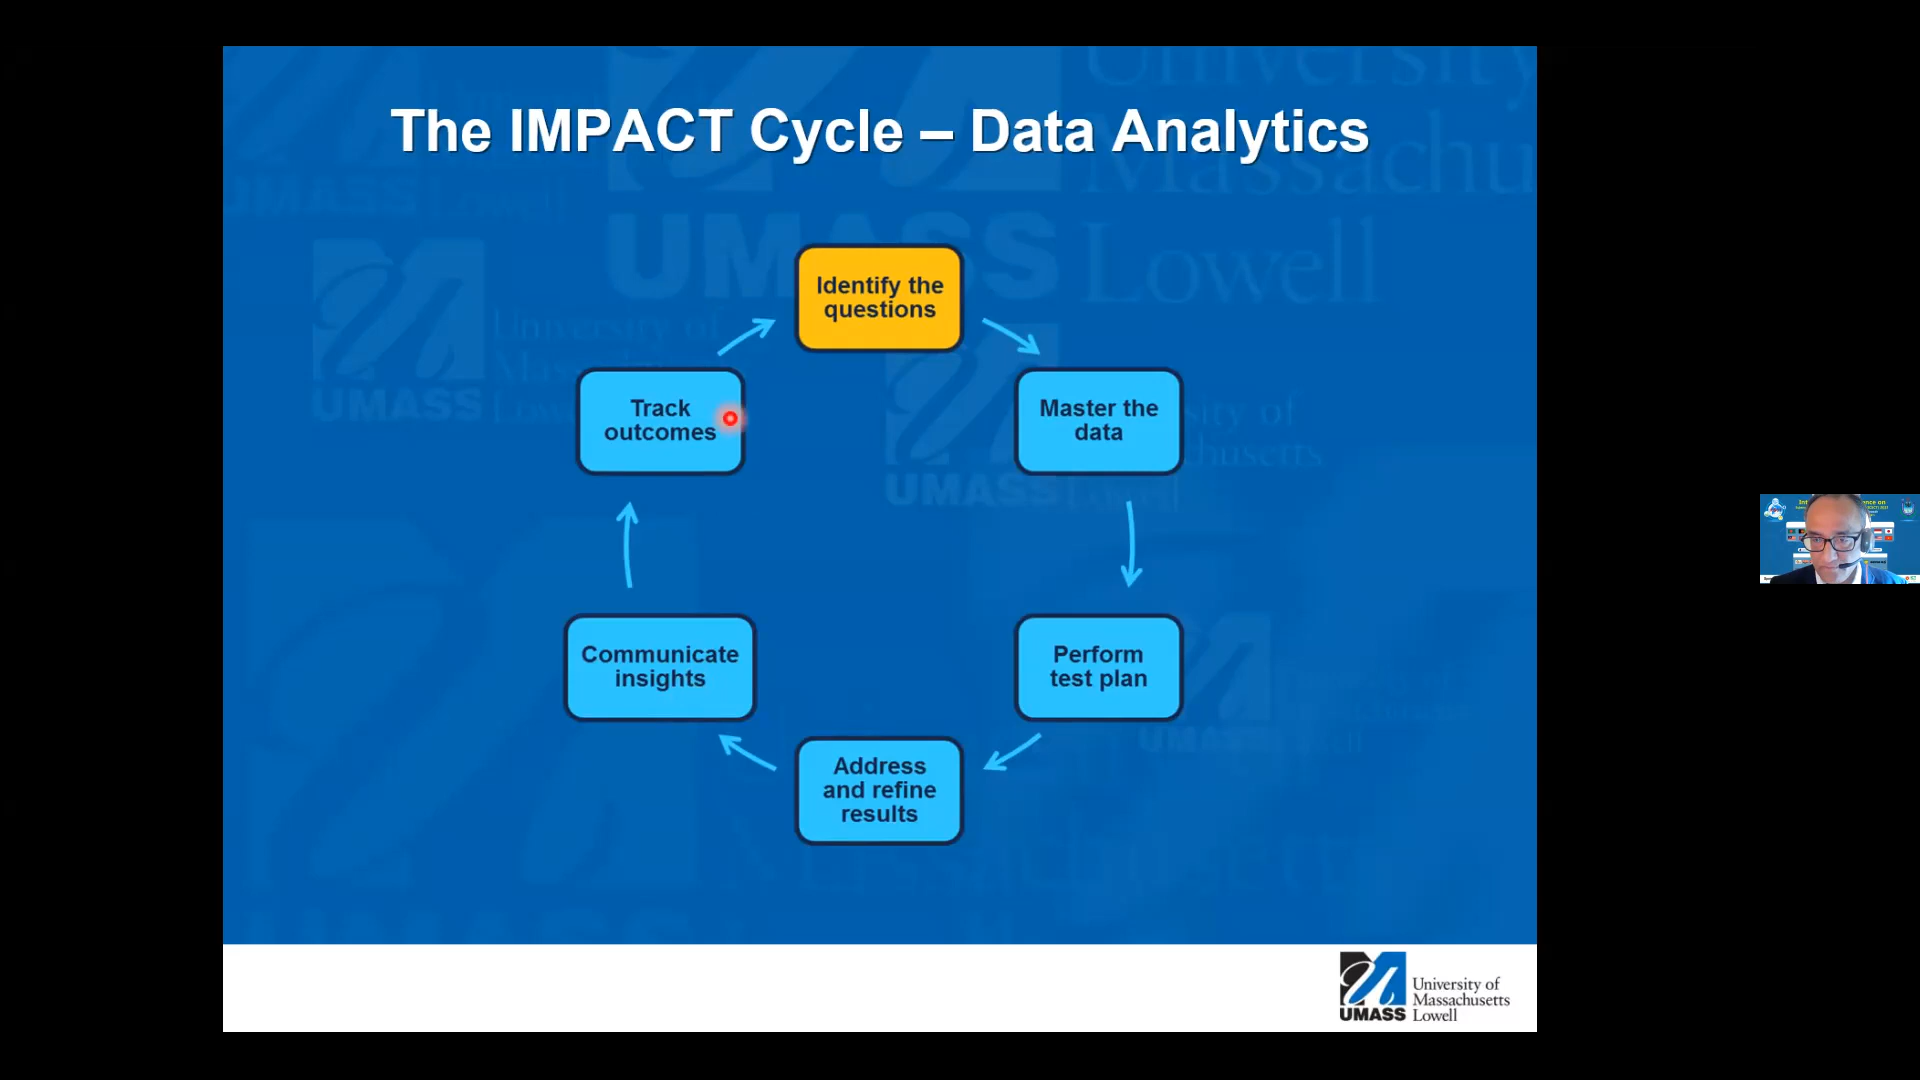 The IMPACT Cycle – Data Analytics
Identify the
questions
Master the
data
Perform
test plan
Address
and refine
results
Communicate
insights
Track
outcomes
University of
Massachusetts
Lowell
UMASS